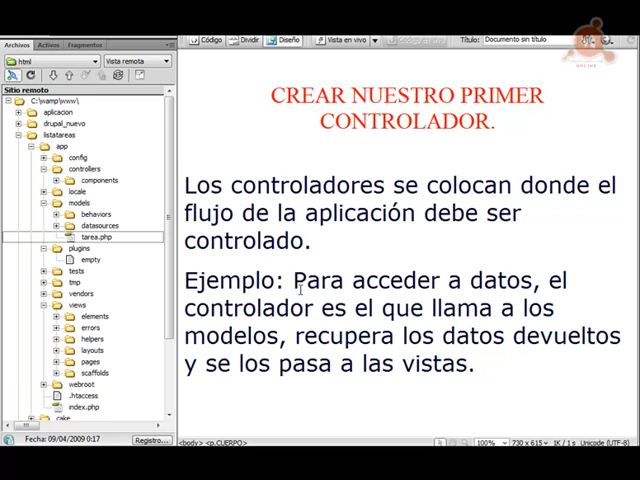 Archivos Activos Fragmentos
html Vista remota
Sitio remoto
C:\wamp\www\
aplicacion
drupal_nuevo
listatareas
app
config
controllers
components
locale
models
behaviors
datasources
tarea.php
plugins
empty
tests
tmp
vendors
views
elements
errors
helpers
layouts
pages
scaffolds
webroot
.htaccess
index.php
cake
Fecha: 09/04/2009 0:17 Registro...
Código Dividir Diseño Vista en vivo Título: Documento sin título
CREAR NUESTRO PRIMER
CONTROLADOR.
Los controladores se colocan donde el
flujo de la aplicación debe ser
controlado.
Ejemplo: Para acceder a datos, el
controlador es el que llama a los
modelos, recupera los datos devueltos
y se los pasa a las vistas.
<body> <p.CUERPO> 100% 730 x 615 1K / 1 s Unicode (UTF-8)